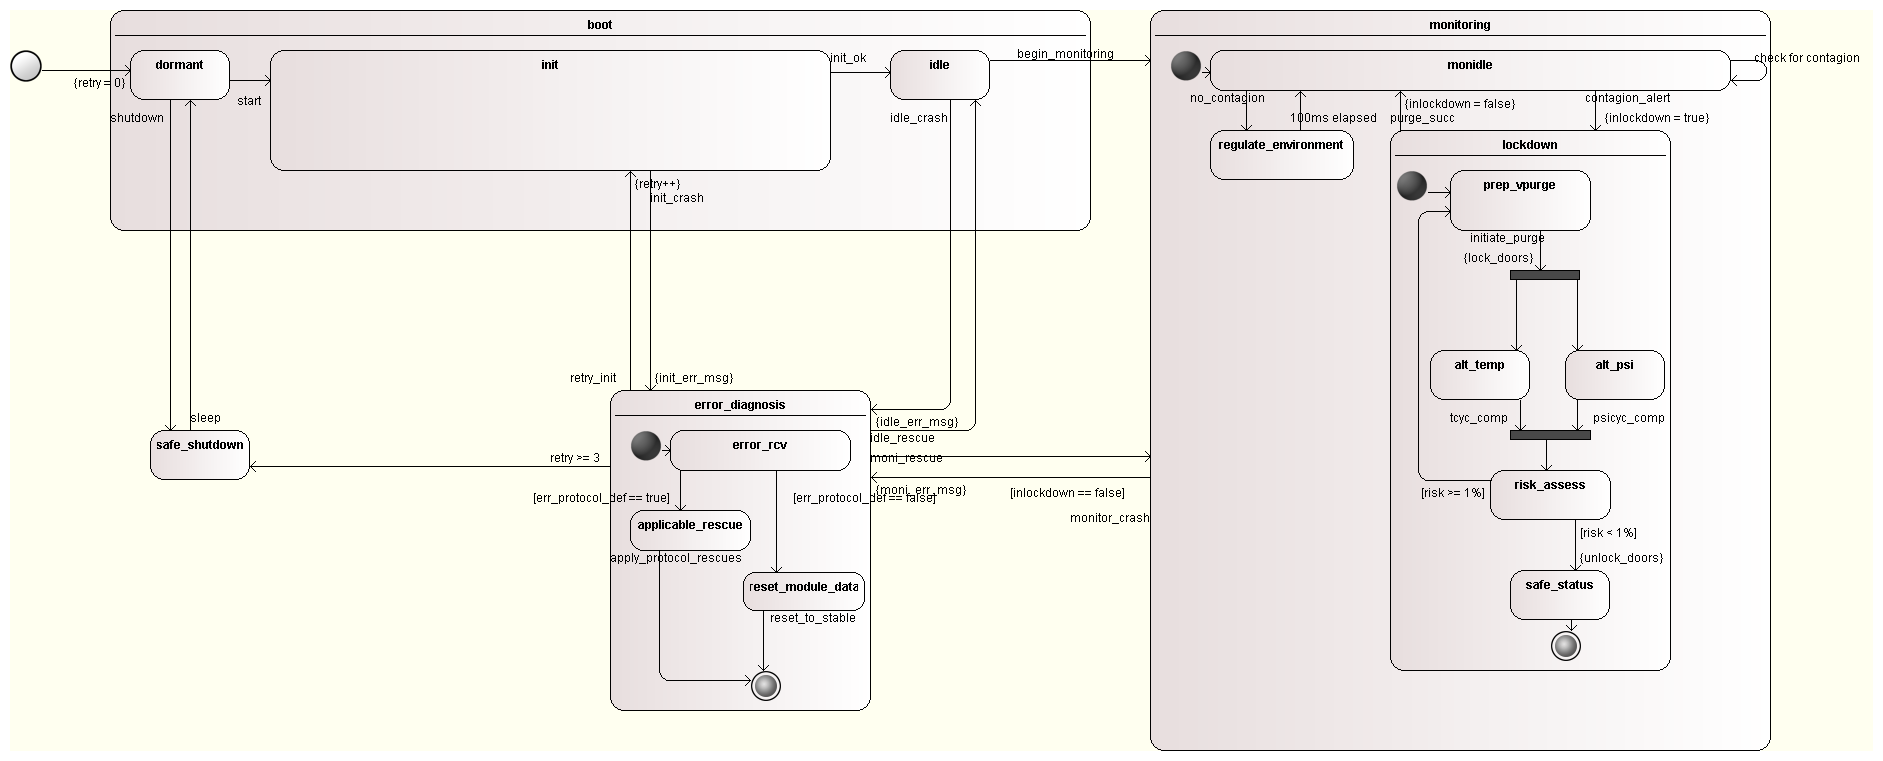 boot
monitoring
dormant
init
init_ok
idle
begin_monitoring
monidle
check for contagion
{retry = 0}
start
shutdown
idle_crash
no_contagion
{inlockdown = false}
contagion_alert
100ms elapsed
purge_succ
{inlockdown = true}
regulate_environment
lockdown
{retry++}
init_crash
prep_vpurge
initiate_purge
{lock_doors}
alt_temp
alt_psi
retry_init
{init_err_msg}
error_diagnosis
sleep
{idle_err_msg}
tcyc_comp
psicyc_comp
safe_shutdown
error_rcv
idle_rescue
retry >= 3
moni_rescue
{moni_err_msg}
[inlockdown == false]
[risk >= 1%]
risk_assess
[err_protocol_def == true]
[err_protocol_def == false]
monitor_crash
applicable_rescue
[risk < 1%]
apply_protocol_rescues
{unlock_doors}
reset_module_data
safe_status
reset_to_stable